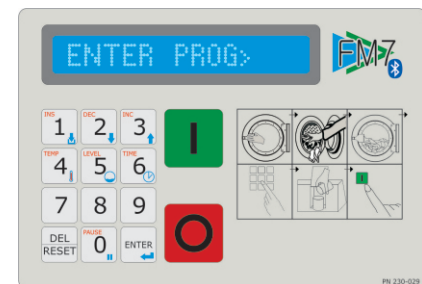 ENTER PROG>
FM7
INS DEC INC
1 2 3
TEMP LEVEL TIME
4 5 6
7 8 9
DEL RESET
PAUSE
0
ENTER
PN 230-029